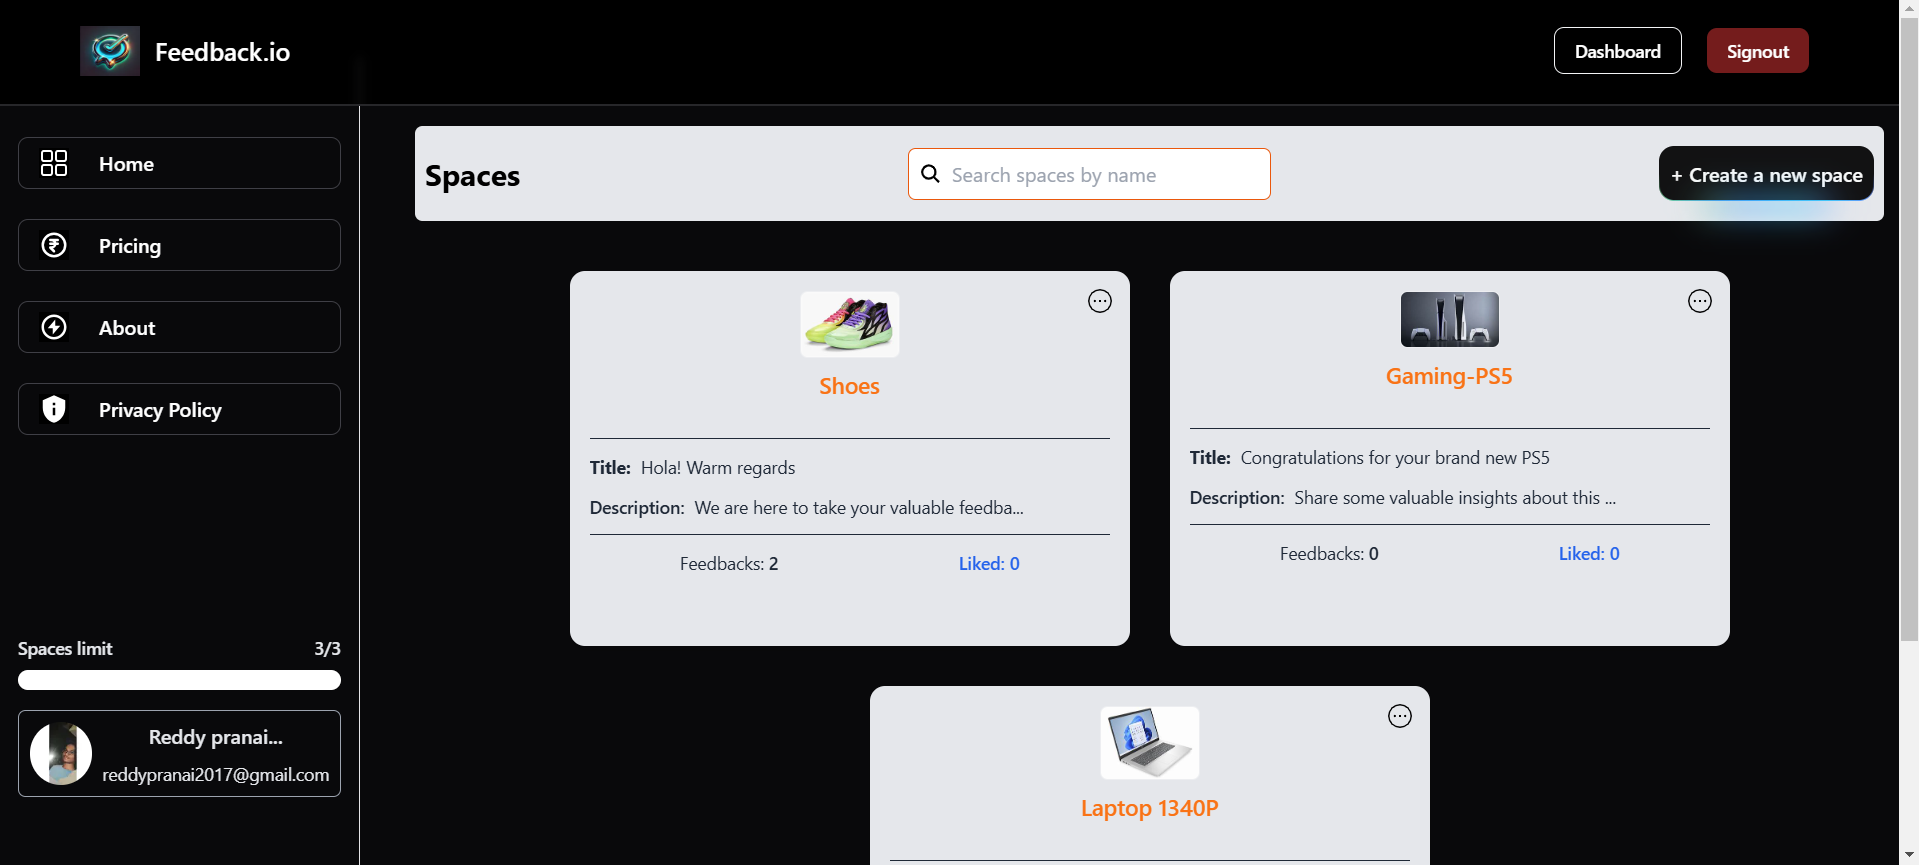 Feedback.io
Dashboard
Signout
Home
Pricing
About
Privacy Policy
Spaces limit 3/3
Reddy pranai...
reddypranai2017@gmail.com
Spaces
Search spaces by name
+ Create a new space
Shoes
Title: Hola! Warm regards
Description: We are here to take your valuable feedba...
Feedbacks: 2 Liked: 0
Gaming-PS5
Title: Congratulations for your brand new PS5
Description: Share some valuable insights about this ...
Feedbacks: 0 Liked: 0
Laptop 1340P